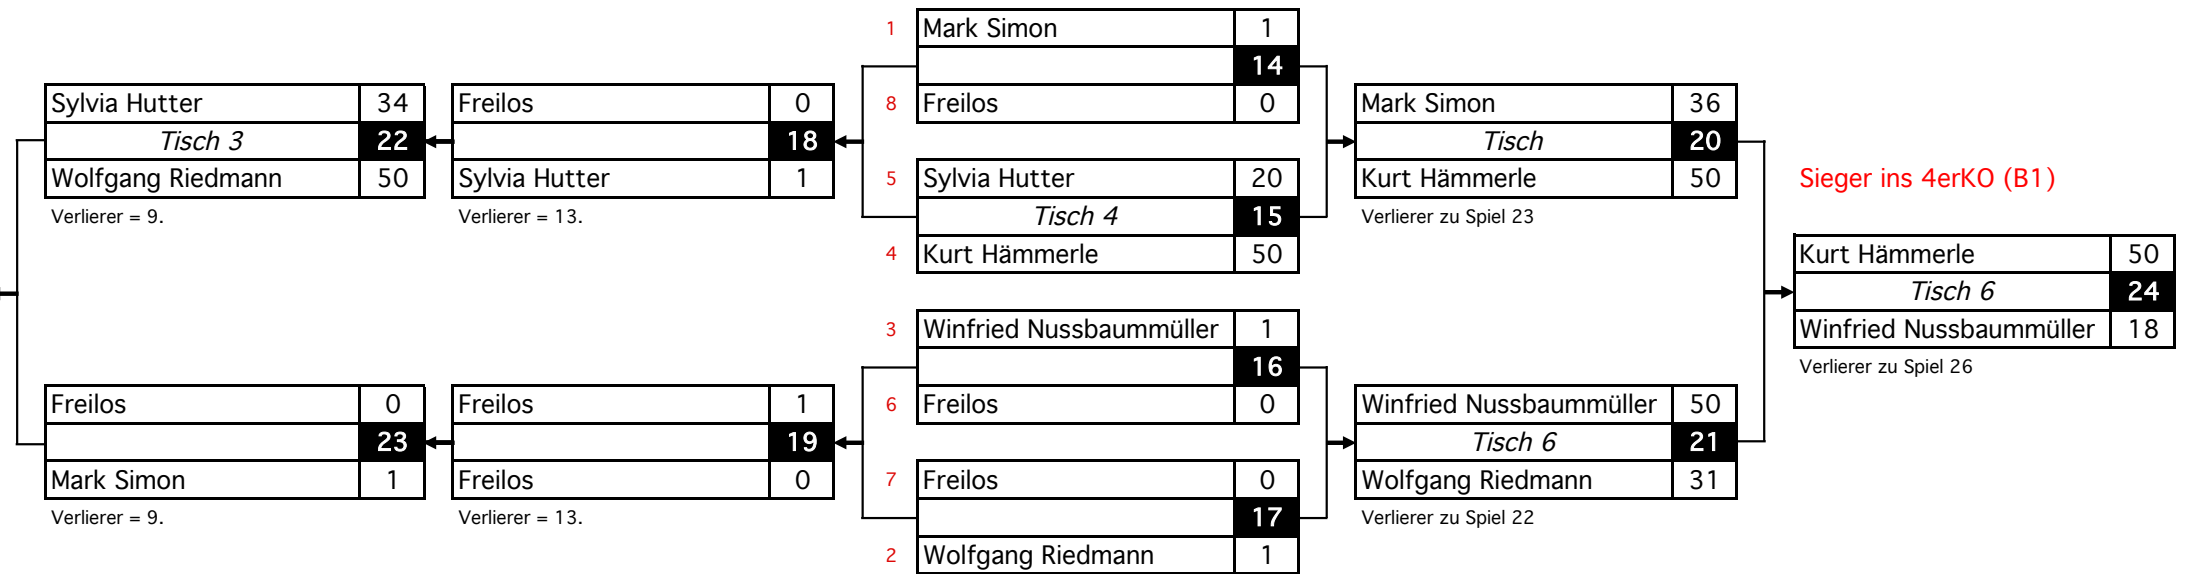 1 Mark Simon 1
14
8 Freilos 0
5 Sylvia Hutter 20
Tisch 4 15
4 Kurt Hämmerle 50
3 Winfried Nussbaummüller 1
16
6 Freilos 0
7 Freilos 0
17
2 Wolfgang Riedmann 1
Sylvia Hutter 34
Tisch 3 22
Wolfgang Riedmann 50
Verlierer = 9.
Freilos 0
23
Mark Simon 1
Verlierer = 9.
Freilos 0
18
Sylvia Hutter 1
Verlierer = 13.
Freilos 1
19
Freilos 0
Verlierer = 13.
Mark Simon 36
Tisch 20
Kurt Hämmerle 50
Verlierer zu Spiel 23
Winfried Nussbaummüller 50
Tisch 6 21
Wolfgang Riedmann 31
Verlierer zu Spiel 22
Sieger ins 4erKO (B1)
Kurt Hämmerle 50
Tisch 6 24
Winfried Nussbaummüller 18
Verlierer zu Spiel 26